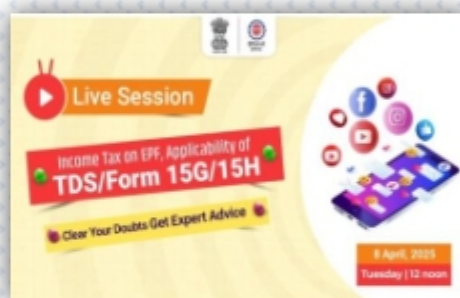 Live Session
Income Tax on EPF, Applicability of
TDS/Form 15G/15H
Clear Your Doubts Get Expert Advice
8 April, 2025
Tuesday | 12 noon